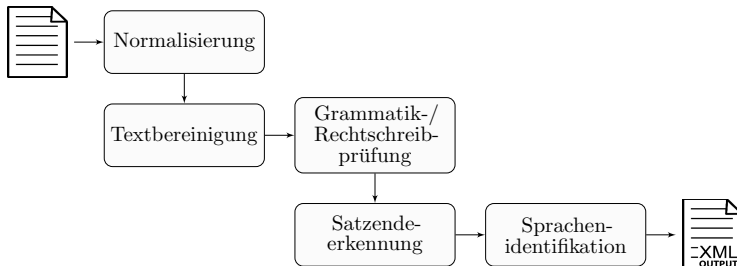 Normalisierung
Textbereinigung
Grammatik-/
Rechtschreib-
prüfung
Satzende-
erkennung
Sprachen-
identifikation
XML
OUTPUT